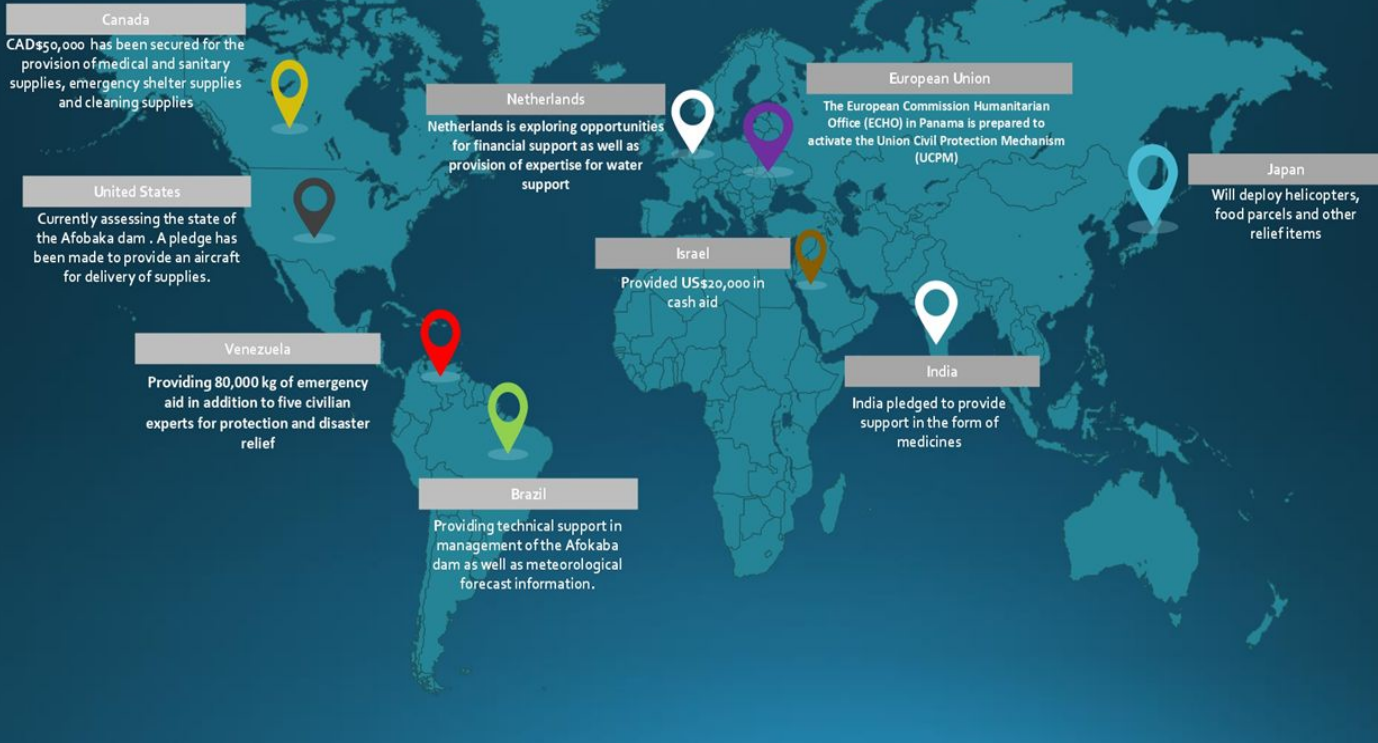 Canada
CAD$50,000 has been secured for the
provision of medical and sanitary
supplies, emergency shelter supplies
and cleaning supplies
United States
Currently assessing the state of
the Afobaka dam . A pledge has
been made to provide an aircraft
for delivery of supplies.
Venezuela
Providing 80,000 kg of emergency
aid in addition to five civilian
experts for protection and disaster
relief
Brazil
Providing technical support in
management of the Afokaba
dam as well as meteorological
forecast information.
Netherlands
Netherlands is exploring opportunities
for financial support as well as
provision of expertise for water
support
European Union
The European Commission Humanitarian
Office (ECHO) in Panama is prepared to
activate the Union Civil Protection Mechanism
(UCPM)
Israel
Provided US$20,000 in
cash aid
India
India pledged to provide
support in the form of
medicines
Japan
Will deploy helicopters,
food parcels and other
relief items